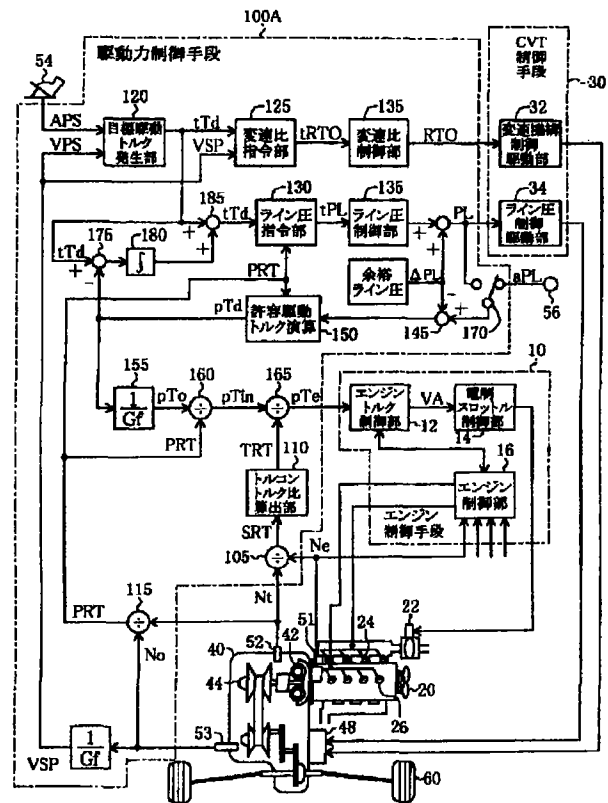 100A
駆動力制御手段
CVT
制御
手段
30
54
APS
VPS
120
目標駆動
トルク
発生部
tTd
VSP
125
変速比
指令部
tRTO
135
変速比
制御部
RTO
32
変速機構
制御
駆動部
185
130
tTd
ライン圧
指令部
tPL
135
ライン圧
制御部
PL
34
ライン圧
制御
駆動部
175
tTd
180
∫
+
+
+
-
PRT
余裕
ライン圧
ΔPL
+
+
-
+
aPL
56
pTd
許容駆動
トルク演算
150
145
170
10
155
1/Gf
pTo
160
÷
pTin
165
÷
pTe
エンジン
トルク
制御部
12
VA
電制
スロットル
制御部
14
PRT
TRT
110
トルコン
トルク比
算出部
16
エンジン
制御部
エンジン
制御手段
SRT
105
÷
Ne
115
÷
PRT
Nt
No
22
51
24
52
42
40
44
20
26
48
53
1/Gf
VSP
60